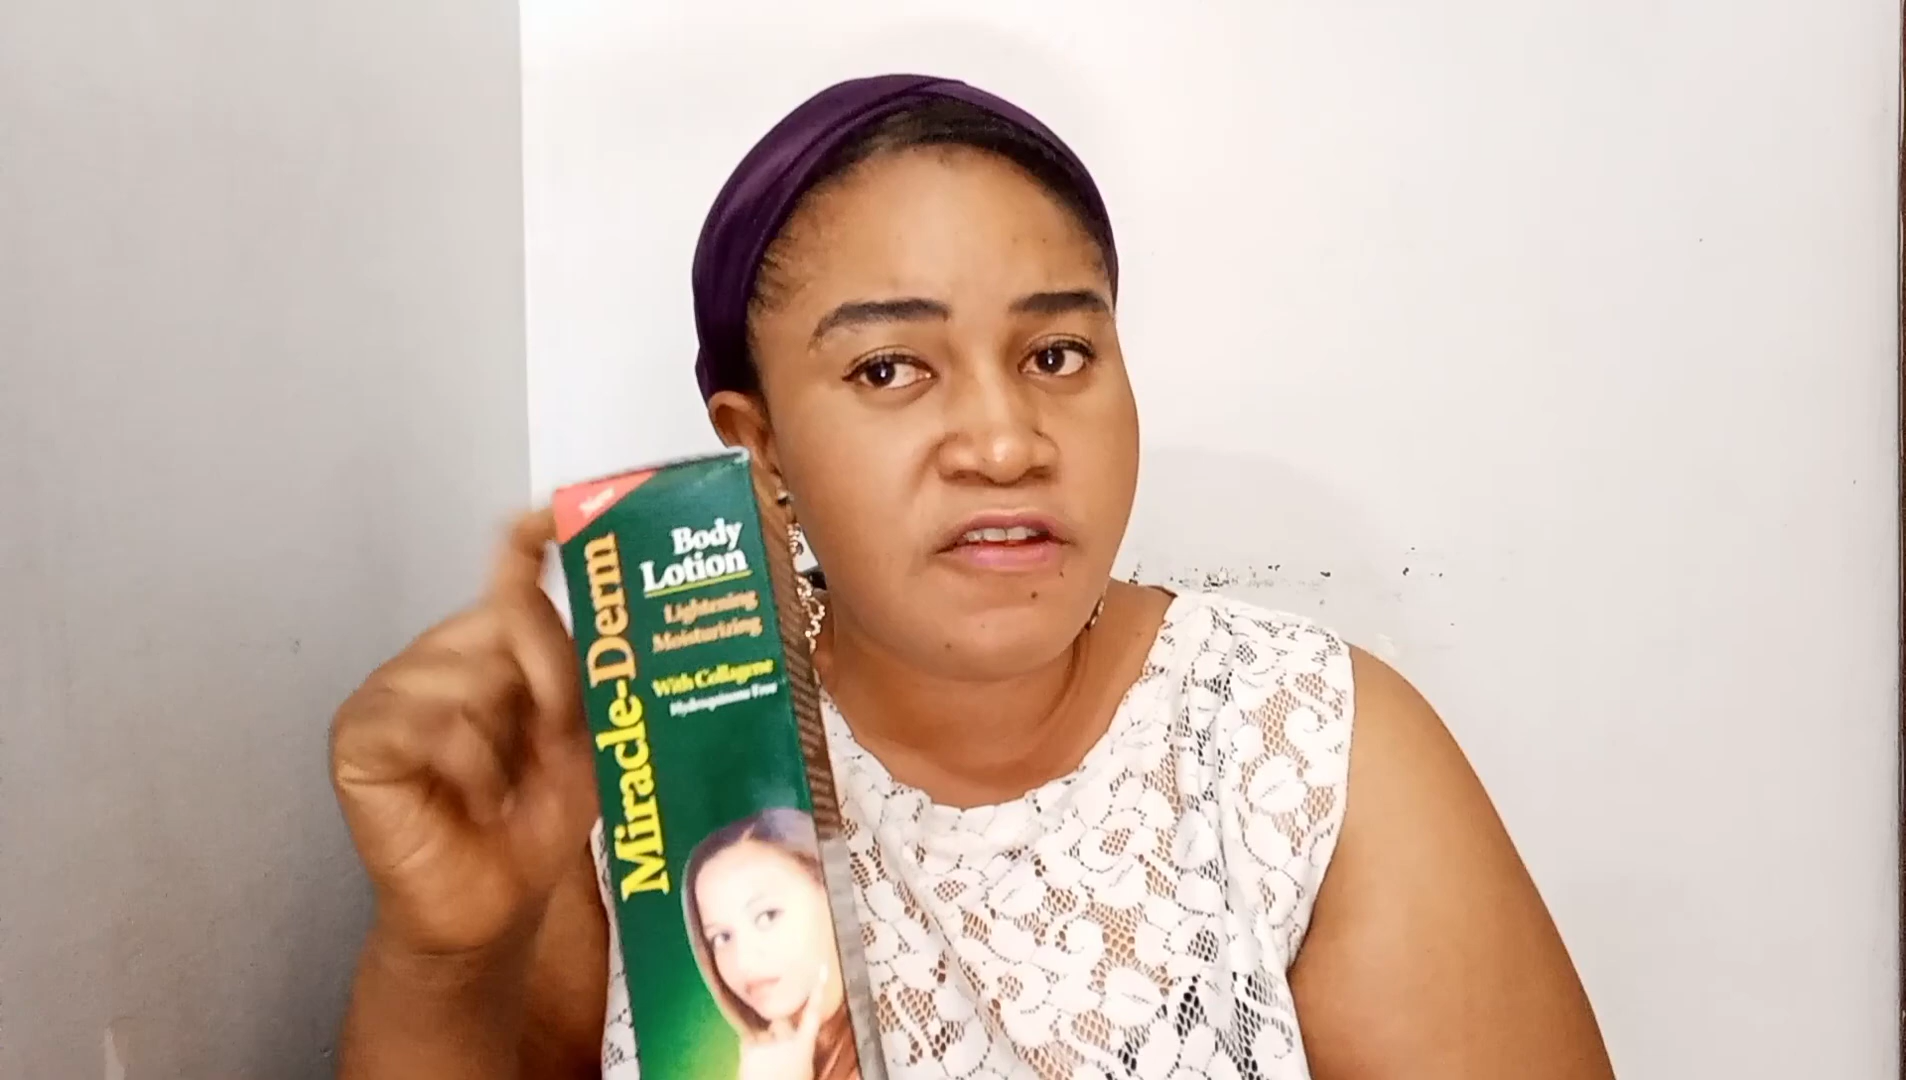 New
Miracle-Derm
Body
Lotion
Lightening
Moisturizing
With Collagene
Hydroquinone Free